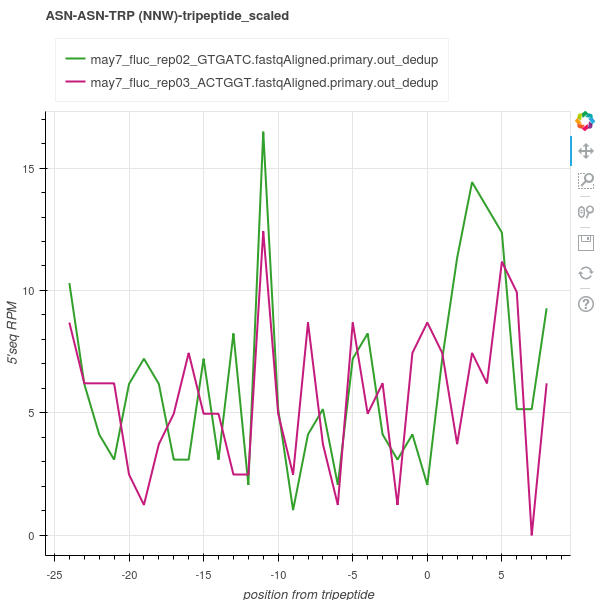 ASN-ASN-TRP (NNW)-tripeptide_scaled
may7_fluc_rep02_GTGATC.fastqAligned.primary.out_dedup
may7_fluc_rep03_ACTGGT.fastqAligned.primary.out_dedup
5'seq RPM
15
10
5
0
-25
-20
-15
-10
-5
0
5
position from tripeptide